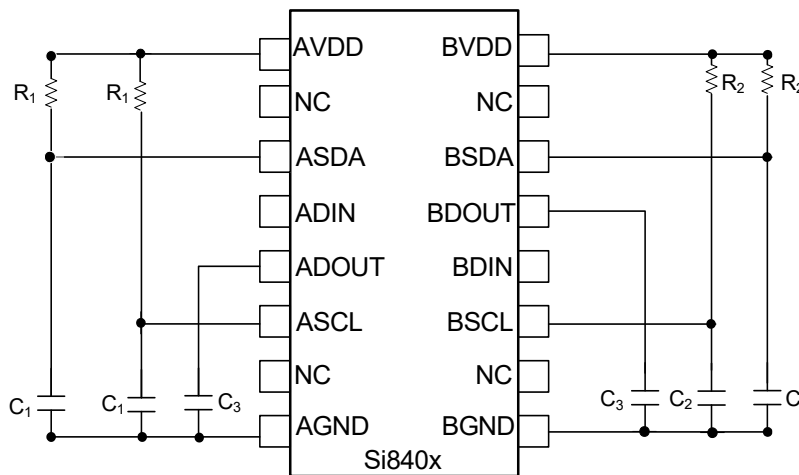 AVDD BVDD
R1 R1 R2 R2
NC NC
ASDA BSDA
ADIN BDOUT
ADOUT BDIN
ASCL BSCL
NC NC
C1 C1 C3 C3 C2 C
AGND BGND
Si840x